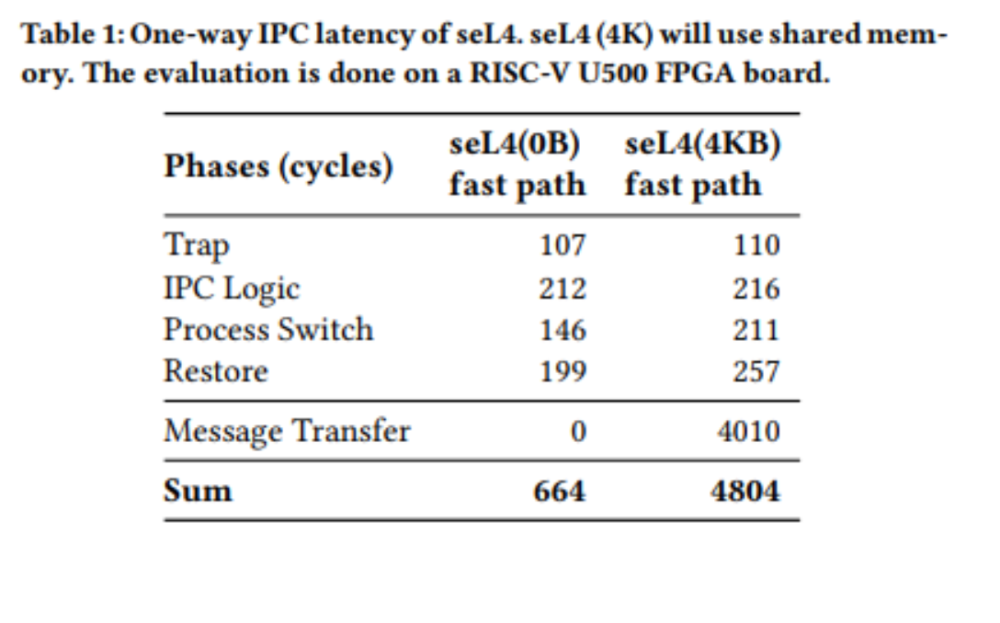 Table 1: One-way IPC latency of seL4. seL4 (4K) will use shared mem-
ory. The evaluation is done on a RISC-V U500 FPGA board.
Phases (cycles) seL4(0B) fast path seL4(4KB) fast path
Trap 107 110
IPC Logic 212 216
Process Switch 146 211
Restore 199 257
Message Transfer 0 4010
Sum 664 4804